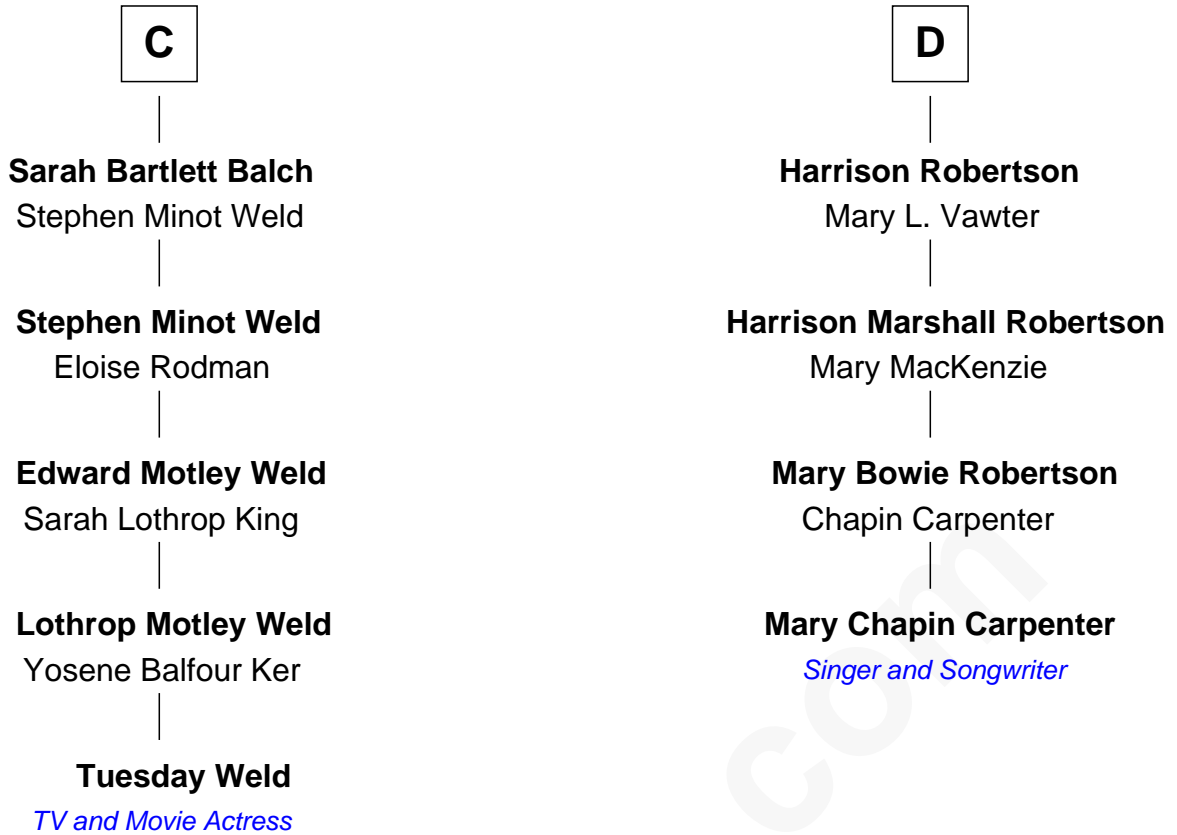 C
Sarah Bartlett Balch
Stephen Minot Weld
Stephen Minot Weld
Eloise Rodman
Edward Motley Weld
Sarah Lothrop King
Lothrop Motley Weld
Yosene Balfour Ker
Tuesday Weld
TV and Movie Actress
D
Harrison Robertson
Mary L. Vawter
Harrison Marshall Robertson
Mary MacKenzie
Mary Bowie Robertson
Chapin Carpenter
Mary Chapin Carpenter
Singer and Songwriter
com